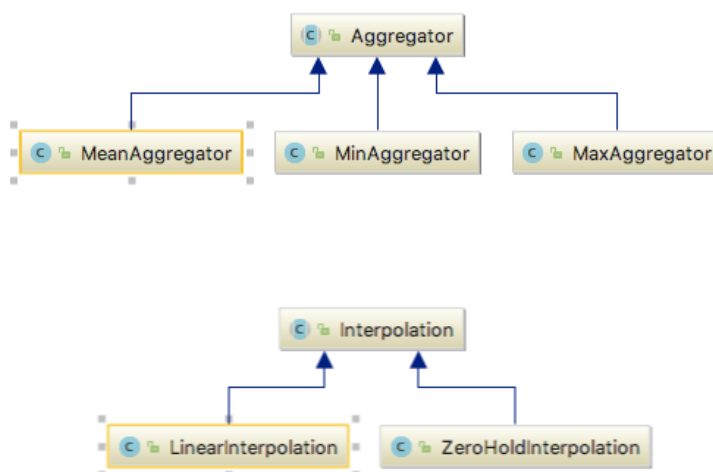 C Aggregator
C MeanAggregator
C MinAggregator
C MaxAggregator
C Interpolation
C LinearInterpolation
C ZeroHoldInterpolation